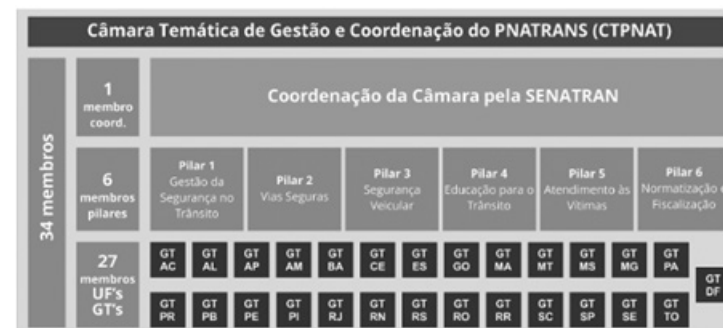 Câmara Temática de Gestão e Coordenação do PNATRANS (CTPNAT)
34 membros
1
membro
coord.
Coordenação da Câmara pela SENATRAN
6
membros
pilares
Pilar 1
Gestão da
Segurança no
Trânsito
Pilar 2
Vias Seguras
Pilar 3
Segurança
Veicular
Pilar 4
Educação para o
Trânsito
Pilar 5
Atendimento às
Vítimas
Pilar 6
Normatização e
Fiscalização
27
membros
UF's
GT's
GT
AC
GT
AL
GT
AP
GT
AM
GT
BA
GT
CE
GT
ES
GT
GO
GT
MA
GT
MT
GT
MS
GT
MG
GT
PA
GT
DF
GT
PR
GT
PB
GT
PE
GT
PI
GT
RJ
GT
RN
GT
RS
GT
RO
GT
RR
GT
SC
GT
SP
GT
SE
GT
TO